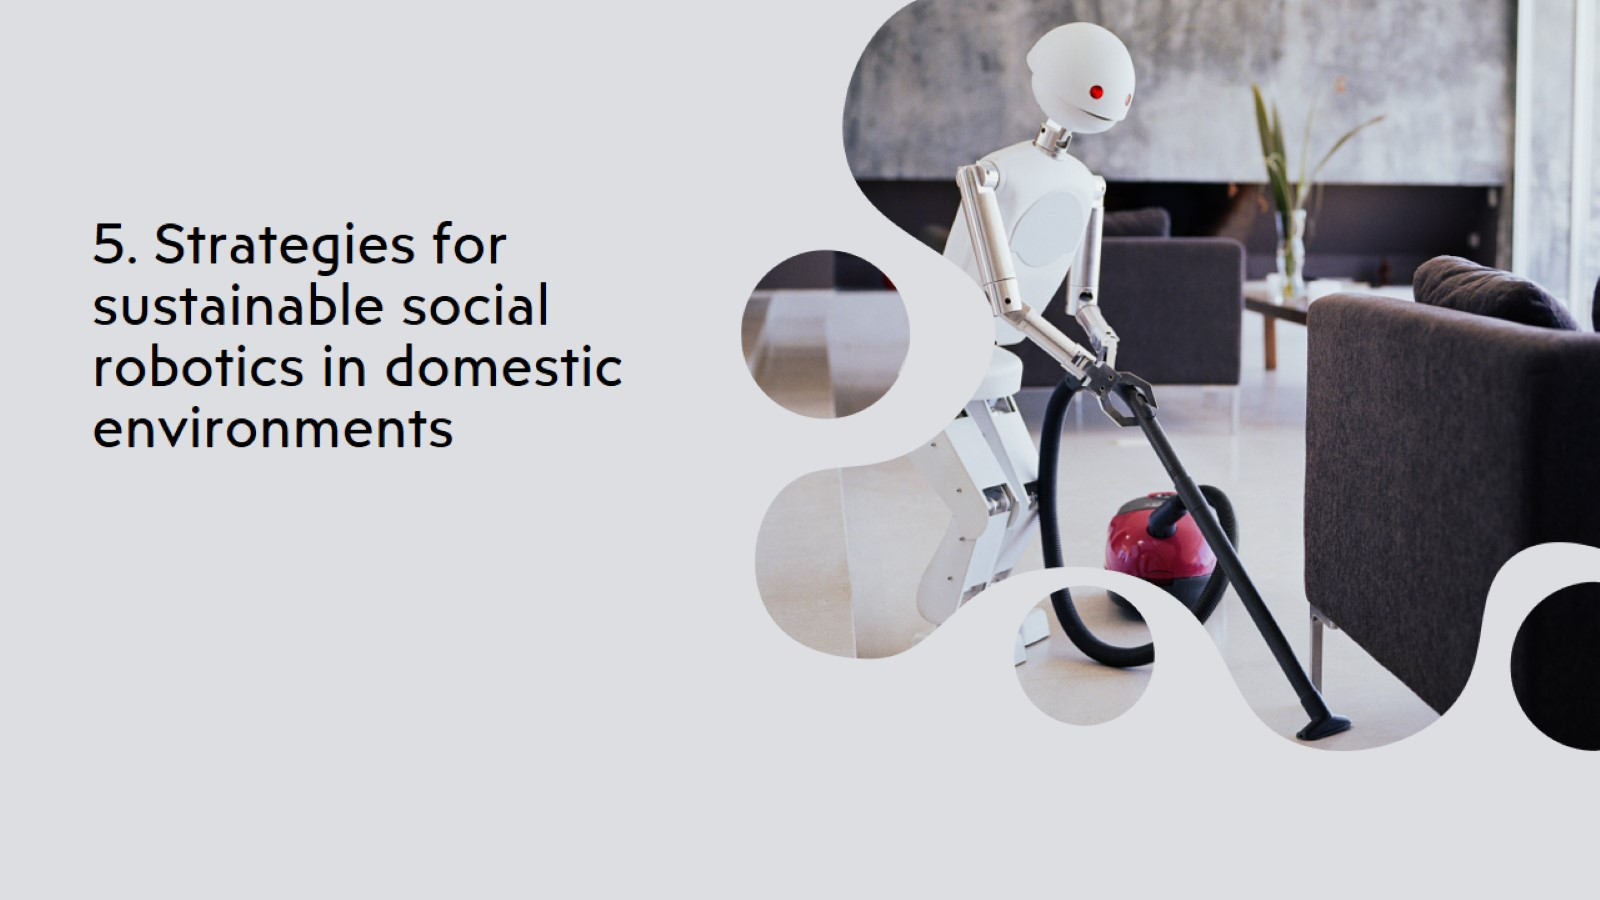 5. Strategies for
sustainable social
robotics in domestic
environments